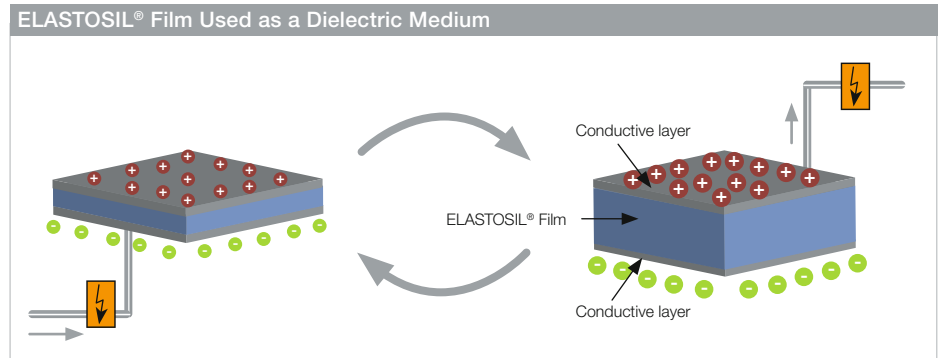 ELASTOSIL® Film Used as a Dielectric Medium
Conductive layer
ELASTOSIL® Film
Conductive layer